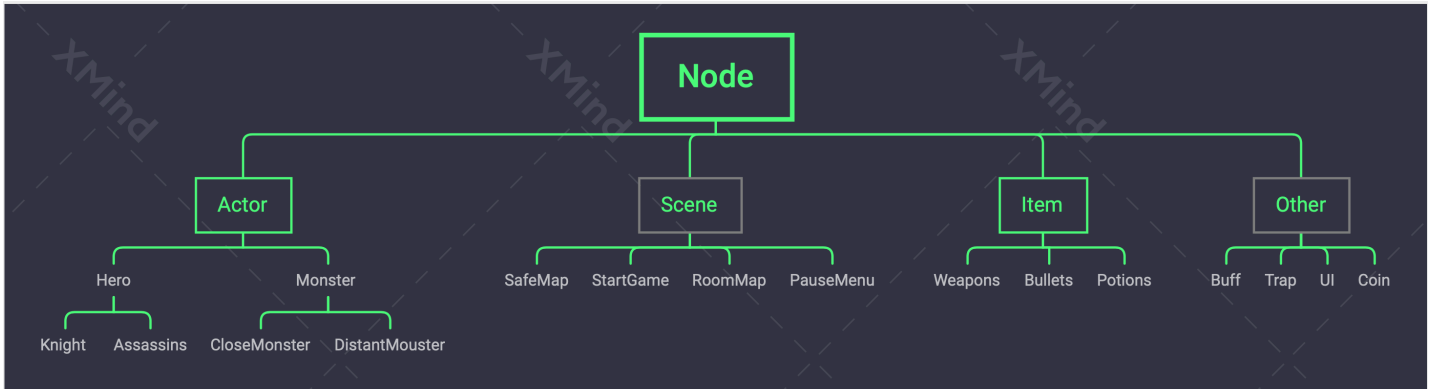 XMind XMind XMind
Node
Actor Scene Item Other
Hero Monster SafeMap StartGame RoomMap PauseMenu Weapons Bullets Potions Buff Trap UI Coin
Knight Assassins CloseMonster DistantMouster